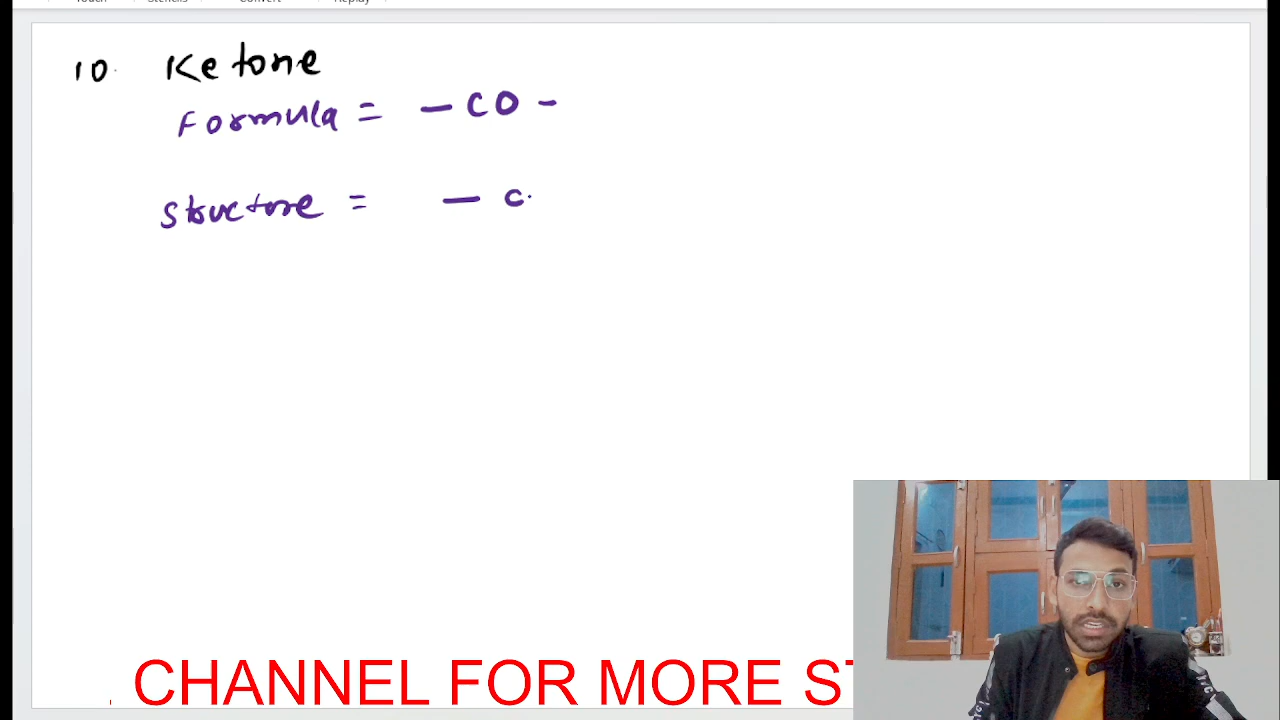 10. Ketone
Formula = - CO -
Structure = - C
CHANNEL FOR MORE ST